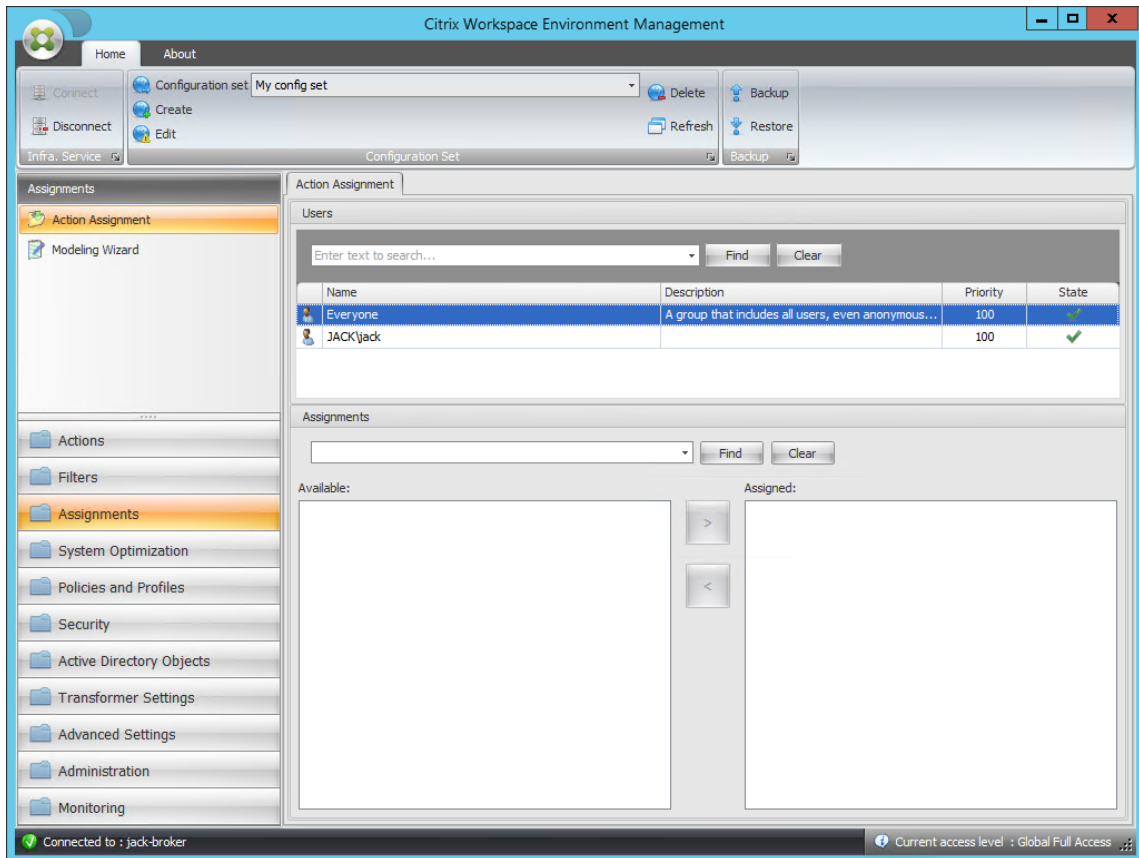 Citrix Workspace Environment Management
Home About
Connect
Disconnect
Infra. Service
Configuration set My config set
Create
Edit
Delete
Refresh
Configuration Set
Backup
Restore
Backup
Assignments
Action Assignment
Modeling Wizard
Actions
Filters
Assignments
System Optimization
Policies and Profiles
Security
Active Directory Objects
Transformer Settings
Advanced Settings
Administration
Monitoring
Action Assignment
Users
Enter text to search... Find Clear
Name Description Priority State
Everyone A group that includes all users, even anonymous... 100
JACK\jack 100
Assignments
Find Clear
Available: Assigned:
>
<
Connected to : jack-broker
Current access level : Global Full Access